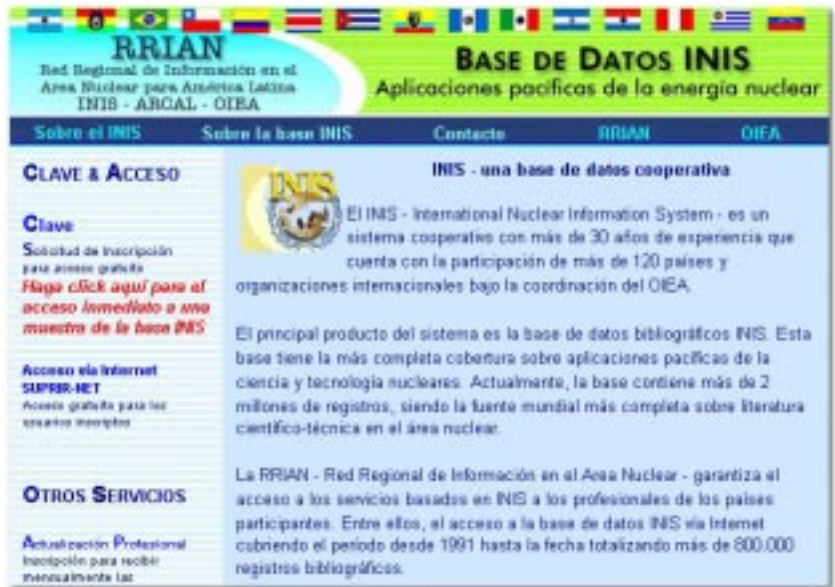 RRIAN
Red Regional de Información en el
Area Nuclear para América Latina
INIS - ARCAL - OIEA
BASE DE DATOS INIS
Aplicaciones pacíficas de la energía nuclear
Sobre el INIS Sobre la base INIS Contacto RRIAN OIEA
CLAVE & ACCESO
Clave
Solicitud de Inscripción
para acceso gratuito
Haga click aquí para el
acceso inmediato a una
muestra de la base INIS
Acceso vía Internet
SUPRIR-NET
Acceso gratuito para los
usuarios inscriptos
OTROS SERVICIOS
Actualización Profesional
Inscripción para recibir
mensualmente las
INIS
INIS - una base de datos cooperativa
El INIS - International Nuclear Information System - es un
sistema cooperativo con más de 30 años de experiencia que
cuenta con la participación de más de 120 países y
organizaciones internacionales bajo la coordinación del OIEA.
El principal producto del sistema es la base de datos bibliográficos INIS. Esta
base tiene la más completa cobertura sobre aplicaciones pacíficas de la
ciencia y tecnología nucleares. Actualmente, la base contiene más de 2
millones de registros, siendo la fuente mundial más completa sobre literatura
científico-técnica en el área nuclear.
La RRIAN - Red Regional de Información en el Area Nuclear - garantiza el
acceso a los servicios basados en INIS a los profesionales de los países
participantes. Entre ellos, el acceso a la base de datos INIS vía Internet
cubriendo el período desde 1991 hasta la fecha totalizando más de 800.000
registros bibliográficos.